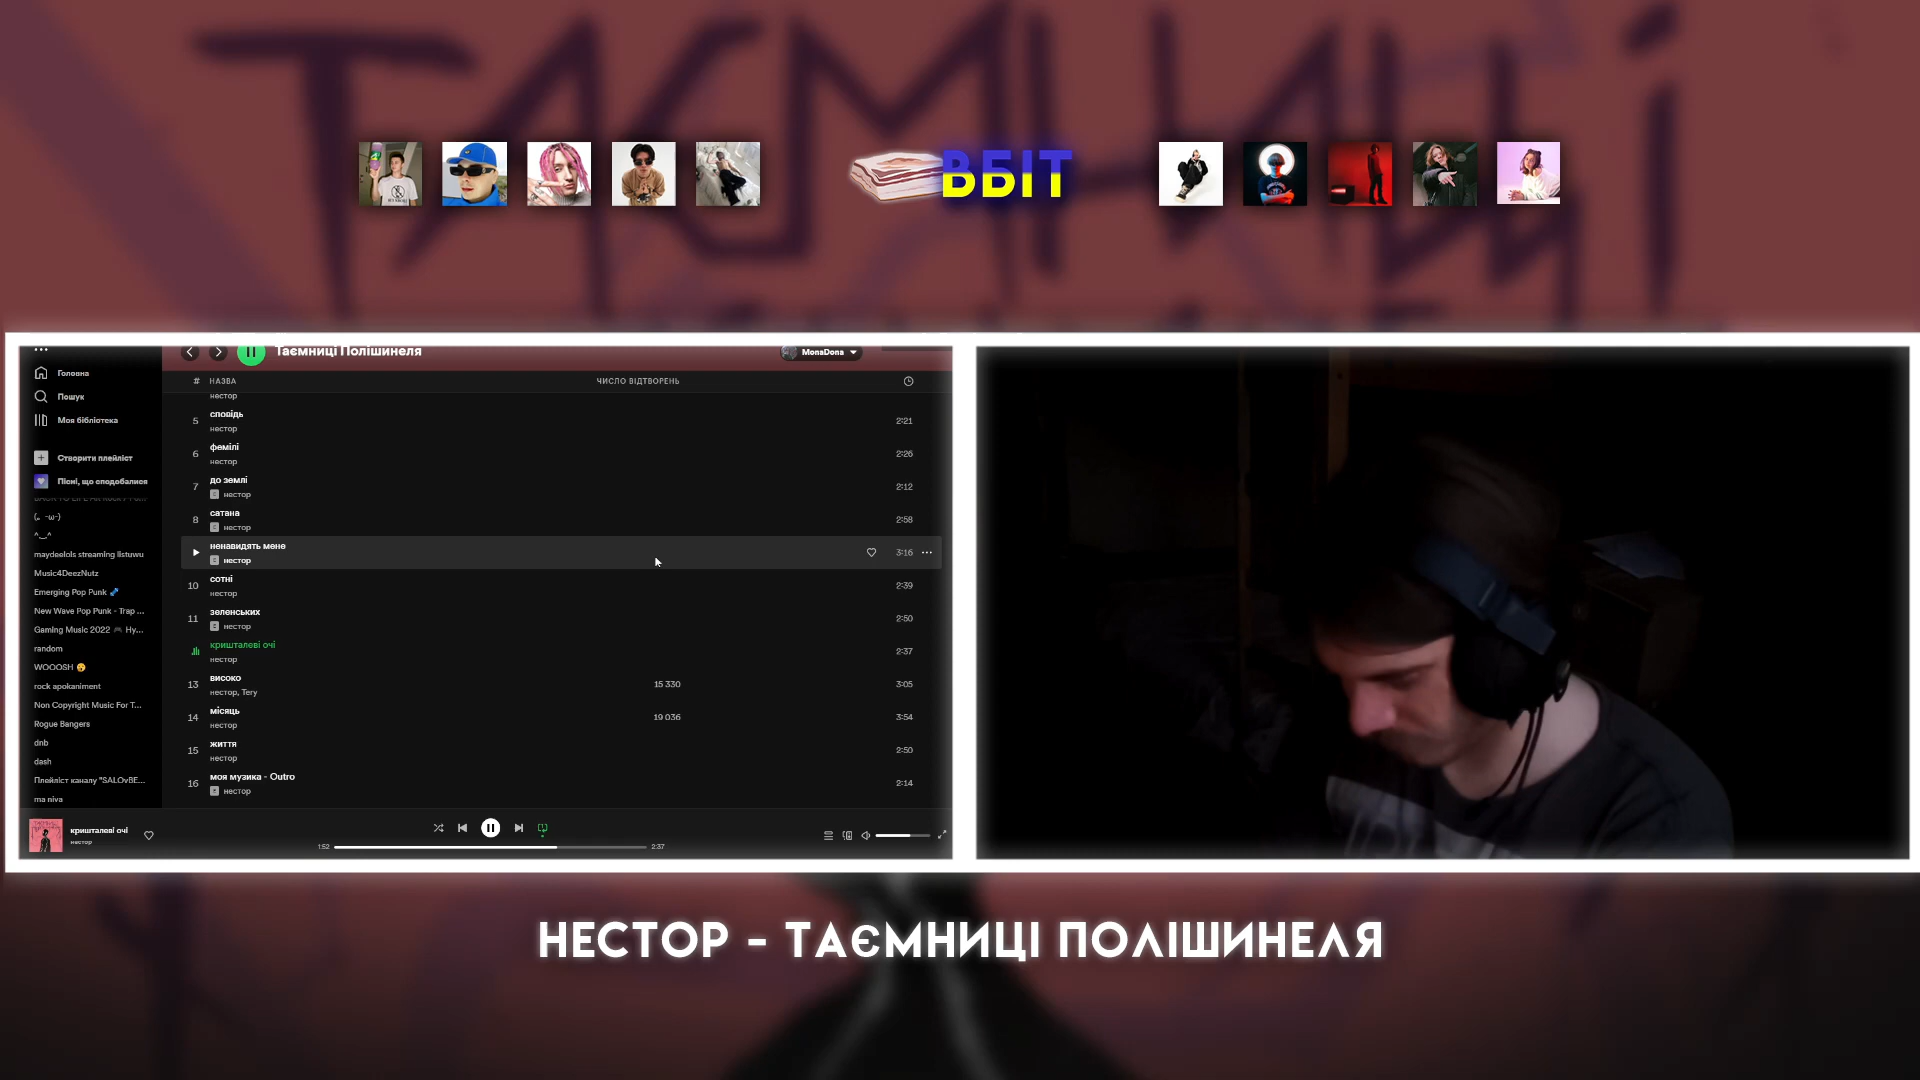 ТАЄМНИЦІ
ВБІТ
Таємниці Полішинеля
MonaDona
Головна
Пошук
Моя бібліотека
Створити плейліст
Пісні, що сподобалися
(。-ω-)
^‿^
maydeelols streaming listuwu
Music4DeezNutz
Emerging Pop Punk
New Wave Pop Punk - Trap ...
Gaming Music 2022 🎮 Hy...
random
WOOOSH 😮
rock apokaniment
Non Copyright Music For T...
Rogue Bangers
dnb
dash
Плейліст каналу "SALOvBE...
ma niva
# НАЗВА ЧИСЛО ВІДТВОРЕНЬ
нестор
5 сповідь 2:21
нестор
6 фемілі 2:26
нестор
7 до землі 2:12
E нестор
8 сатана 2:58
E нестор
ненавидять мене 3:16
E нестор
10 сотні 2:39
нестор
11 зеленських 2:50
E нестор
кришталеві очі 2:37
нестор
13 високо 15 330 3:05
нестор, Tery
14 місяць 19 036 3:54
нестор
15 життя 2:50
нестор
16 моя музика - Outro 2:14
E нестор
кришталеві очі
нестор
1:52 2:37
НЕСТОР - ТАЄМНИЦІ ПОЛІШИНЕЛЯ